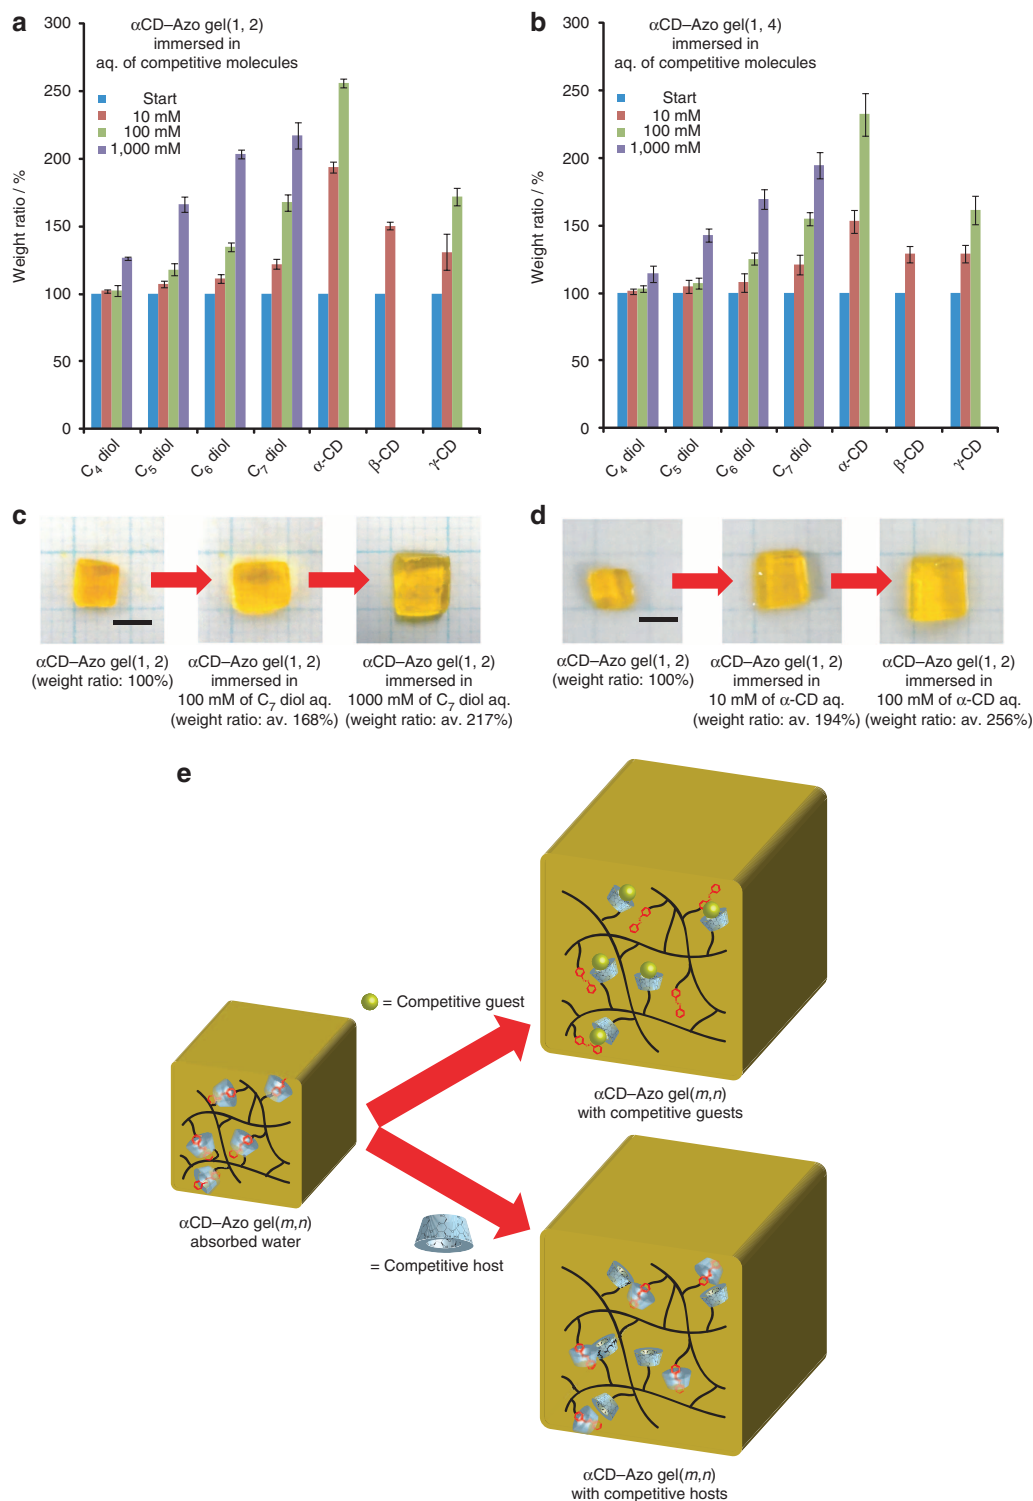 a
αCD–Azo gel(1, 2)
immersed in
aq. of competitive molecules
Start
10 mM
100 mM
1,000 mM
Weight ratio / %
300
250
200
150
100
50
0
C4 diol
C5 diol
C6 diol
C7 diol
α-CD
β-CD
γ-CD
b
αCD–Azo gel(1, 4)
immersed in
aq. of competitive molecules
Start
10 mM
100 mM
1,000 mM
Weight ratio / %
300
250
200
150
100
50
0
C4 diol
C5 diol
C6 diol
C7 diol
α-CD
β-CD
γ-CD
c
αCD–Azo gel(1, 2)
(weight ratio: 100%)
αCD–Azo gel(1, 2)
immersed in
100 mM of C7 diol aq.
(weight ratio: av. 168%)
αCD–Azo gel(1, 2)
immersed in
1000 mM of C7 diol aq.
(weight ratio: av. 217%)
d
αCD–Azo gel(1, 2)
(weight ratio: 100%)
αCD–Azo gel(1, 2)
immersed in
10 mM of α-CD aq.
(weight ratio: av. 194%)
αCD–Azo gel(1, 2)
immersed in
100 mM of α-CD aq.
(weight ratio: av. 256%)
e
= Competitive guest
αCD–Azo gel(m,n)
with competitive guests
αCD–Azo gel(m,n)
absorbed water
= Competitive host
αCD–Azo gel(m,n)
with competitive hosts